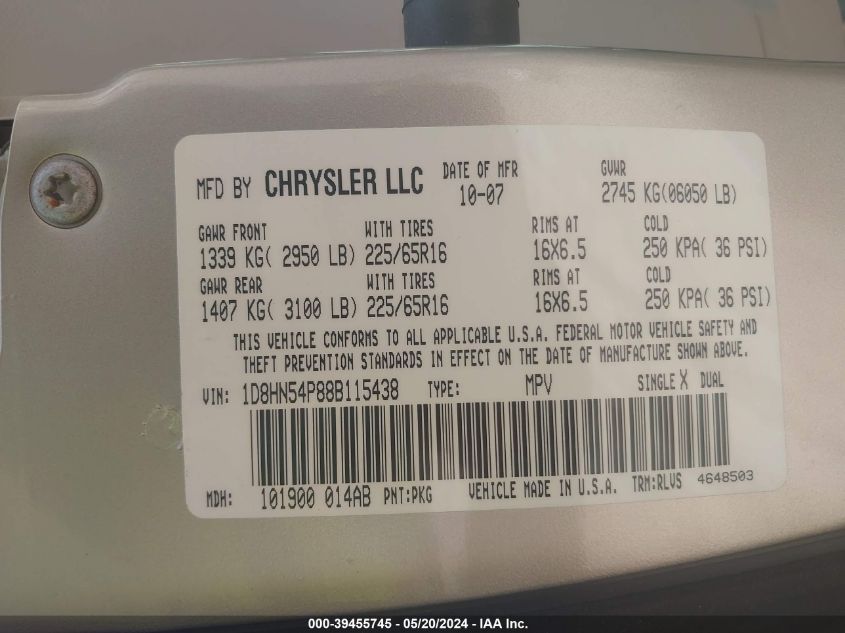 MFD BY CHRYSLER LLC DATE OF MFR GVWR
10-07 2745 KG(06050 LB)
GAWR FRONT WITH TIRES RIMS AT COLD
1339 KG( 2950 LB) 225/65R16 16X6.5 250 KPA( 36 PSI)
GAWR REAR WITH TIRES RIMS AT COLD
1407 KG( 3100 LB) 225/65R16 16X6.5 250 KPA( 36 PSI)
THIS VEHICLE CONFORMS TO ALL APPLICABLE U.S.A. FEDERAL MOTOR VEHICLE SAFETY AND
THEFT PREVENTION STANDARDS IN EFFECT ON THE DATE OF MANUFACTURE SHOWN ABOVE.
VIN: 1D8HN54P88B115438 TYPE: MPV SINGLE X DUAL
MDH: 101900 014AB PNT:PKG VEHICLE MADE IN U.S.A. TRM:RLVS 4648503
000-39455745 - 05/20/2024 - IAA Inc.